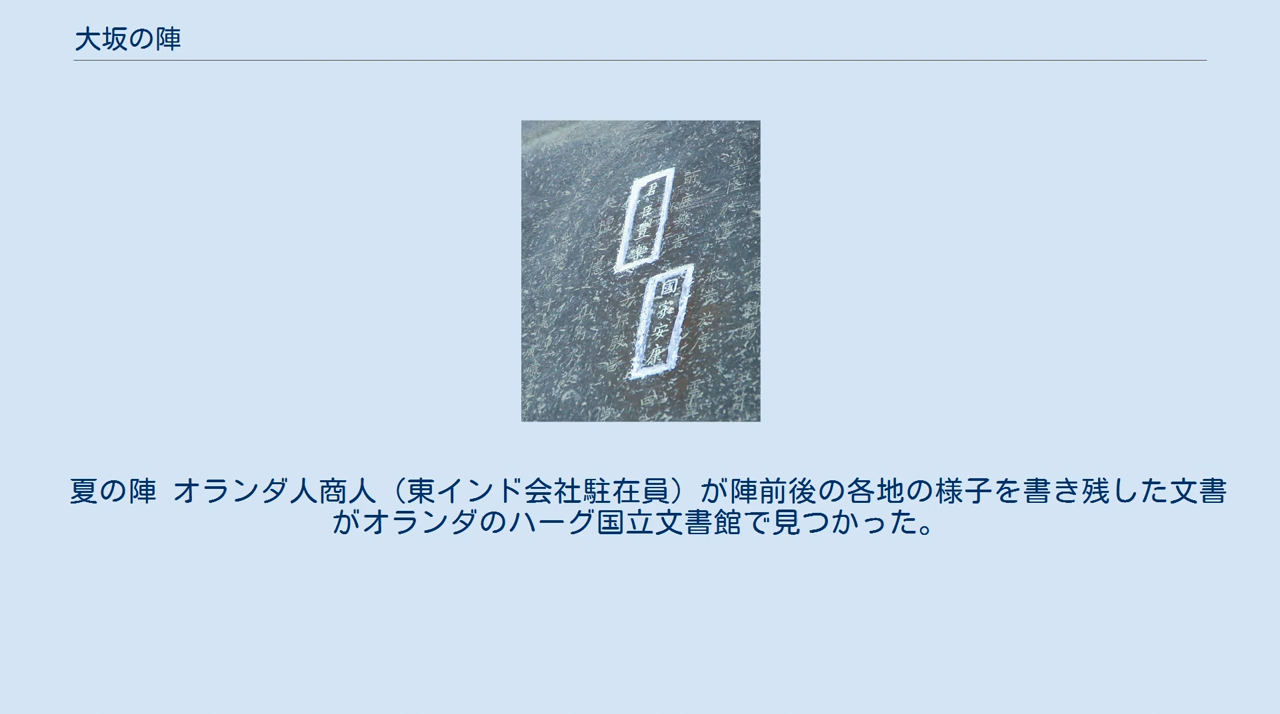 大坂の陣
君臣豊樂
國家安康
夏の陣 オランダ人商人（東インド会社駐在員）が陣前後の各地の様子を書き残した文書
がオランダのハーグ国立文書館で見つかった。